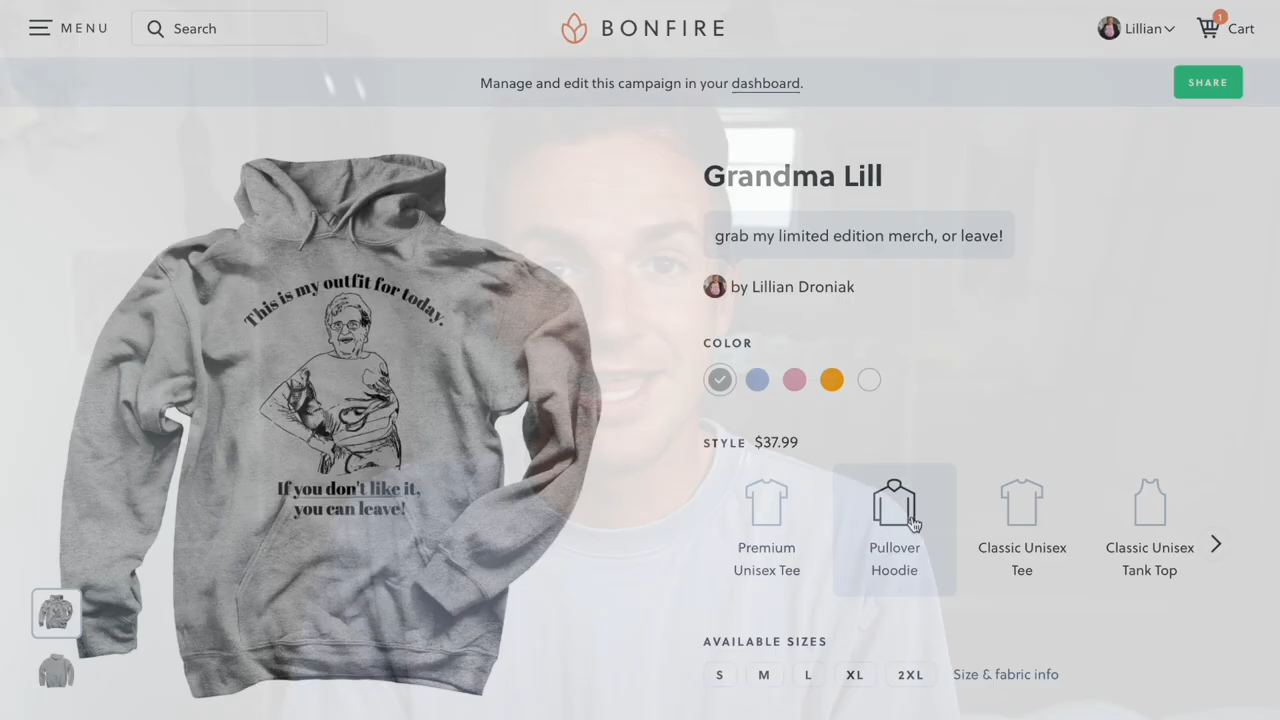 MENU
Search
BONFIRE
Lillian
1
Cart
Manage and edit this campaign in your dashboard.
SHARE
This is my outfit for today.
If you don't like it,
you can leave!
Grandma Lill
grab my limited edition merch, or leave!
by Lillian Droniak
COLOR
STYLE $37.99
Premium
Unisex Tee
Pullover
Hoodie
Classic Unisex
Tee
Classic Unisex
Tank Top
AVAILABLE SIZES
S M L XL 2XL Size & fabric info